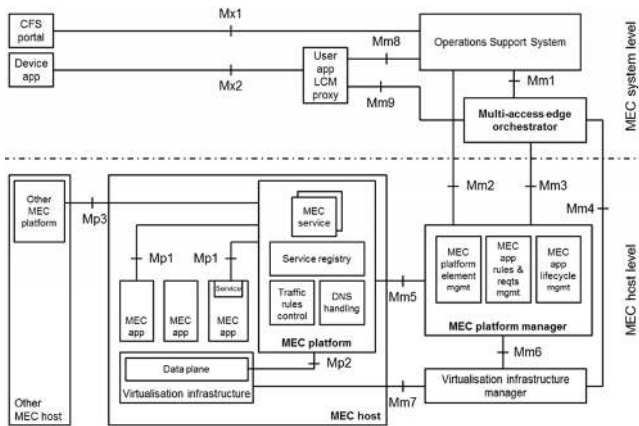 CFS
portal
Mx1
Operations Support System
Device
app
Mx2
User
app
LCM
proxy
Mm8
Mm9
Mm1
Multi-access edge
orchestrator
MEC system level
Other
MEC
platform
Mp3
MEC
service
Service registry
Traffic
rules
control
DNS
handling
MEC platform
Mp1
Mp1
MEC
app
MEC
app
Service
MEC
app
Mp2
Data plane
Virtualisation infrastructure
MEC host
Other
MEC host
Mm2
Mm3
Mm4
Mm5
MEC
platform
element
mgmt
MEC
app
rules &
reqts
mgmt
MEC
app
lifecycle
mgmt
MEC platform manager
Mm6
Mm7
Virtualisation infrastructure
manager
MEC host level